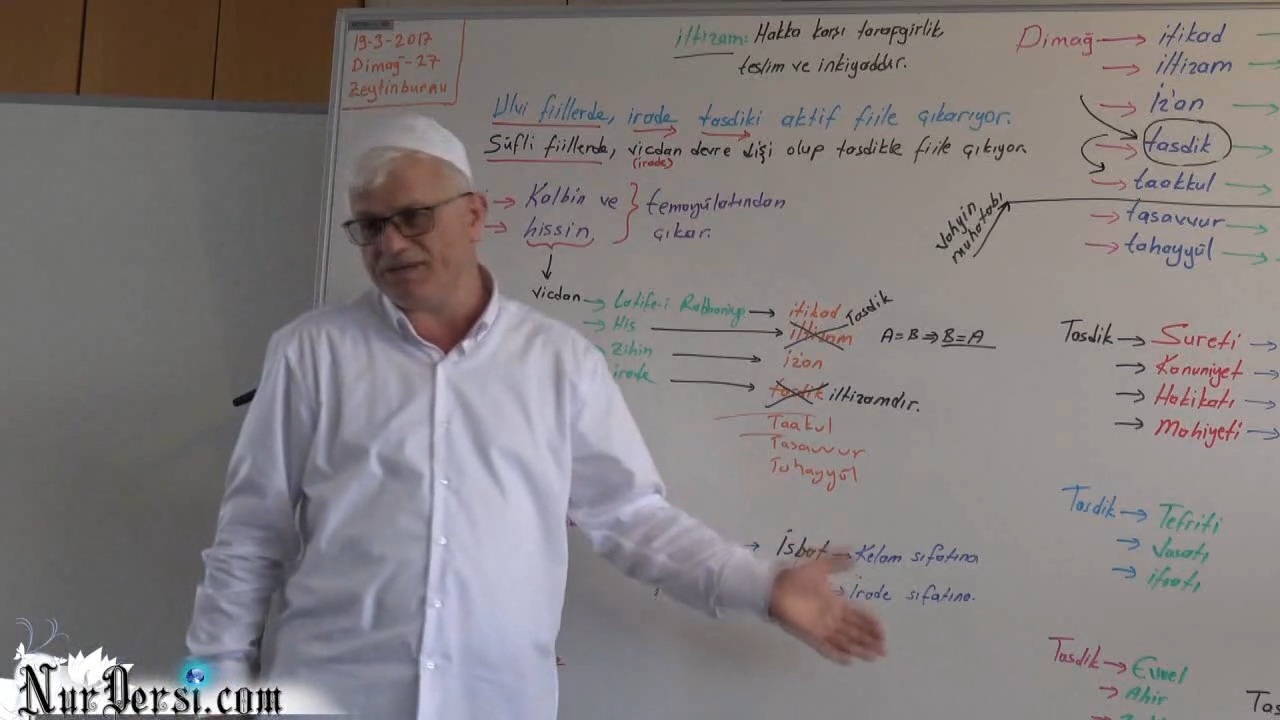 19-3-2017
Dimağ-27
Zeytinburnu
iltizam: Hakka karşı tarafgirlik,
teslim ve inkiyaddır.
Ulvi fiillerde, irade tasdiki aktif fiile çıkarıyor.
Süfli fiillerde, vicdan devre dışı olup tasdikle fiile çıkıyor.
(irade)
→ Kalbin ve
→ hissin
} temayülatından
çıkar.
vicdan → Latife-i Rabbaniye → itikad
His → iltizam Tasdik
A=B ⇒ B=A
Zihin → iz'an
irade → tasdik iltizamdır.
Taakul
Tasavvur
Tahayyül
→ İsbat → Kelam sıfatına
→ İrade sıfatına.
Dimağ → itikad →
→ iltizam →
→ İz'an →
→ tasdik →
→ taakkul →
Vahyin
muhatabı
→ tasavvur →
→ tahayyül →
Tasdik → Sureti →
→ Kanuniyet →
→ Hakikatı →
→ Mahiyeti →
Tasdik → Tefriti
→ Vasatı
→ ifratı
Tasdik → Evvel
→ Ahir
NurDersi.com